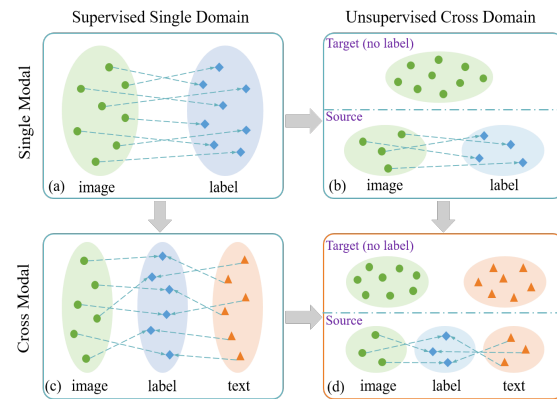 Supervised Single Domain
Unsupervised Cross Domain
Single Modal
(a) image label
Target (no label)
Source
(b) image label
Cross Modal
(c) image label text
Target (no label)
Source
(d) image label text